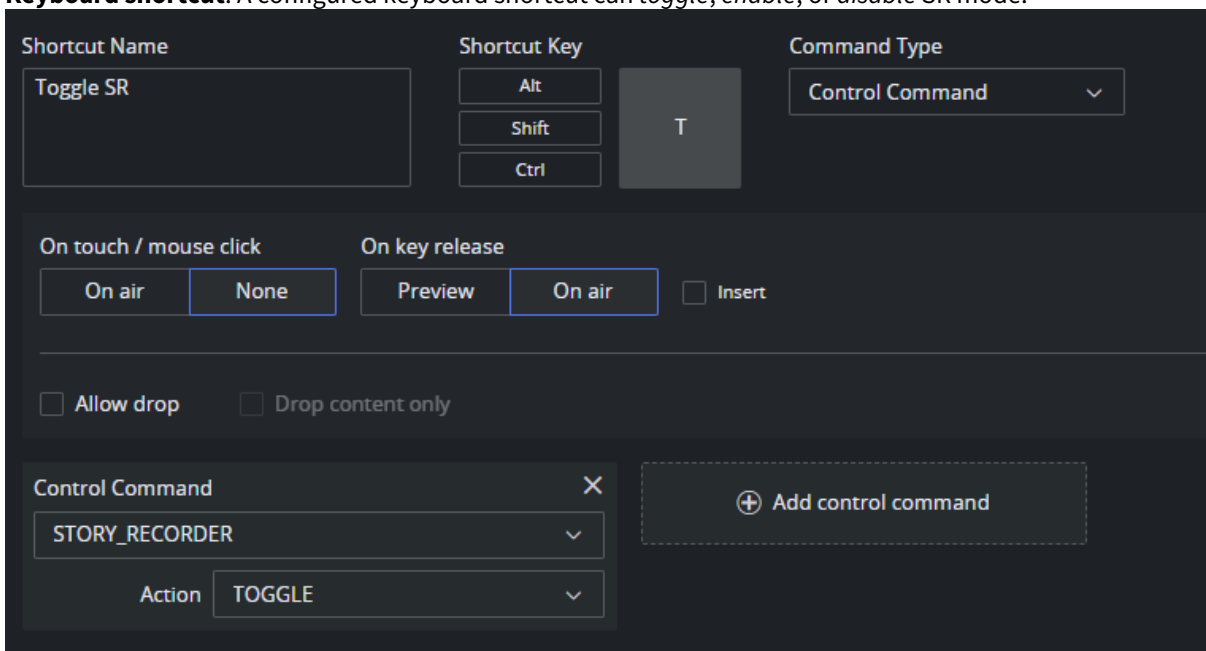 Keyboard shortcut: A configured keyboard shortcut can toggle, enable, or disable SR mode.
Shortcut Name
Shortcut Key
Command Type
Toggle SR
Alt
Shift
Ctrl
T
Control Command
On touch / mouse click
On key release
On air
None
Preview
On air
Insert
Allow drop
Drop content only
Control Command
STORY_RECORDER
Action
TOGGLE
Add control command